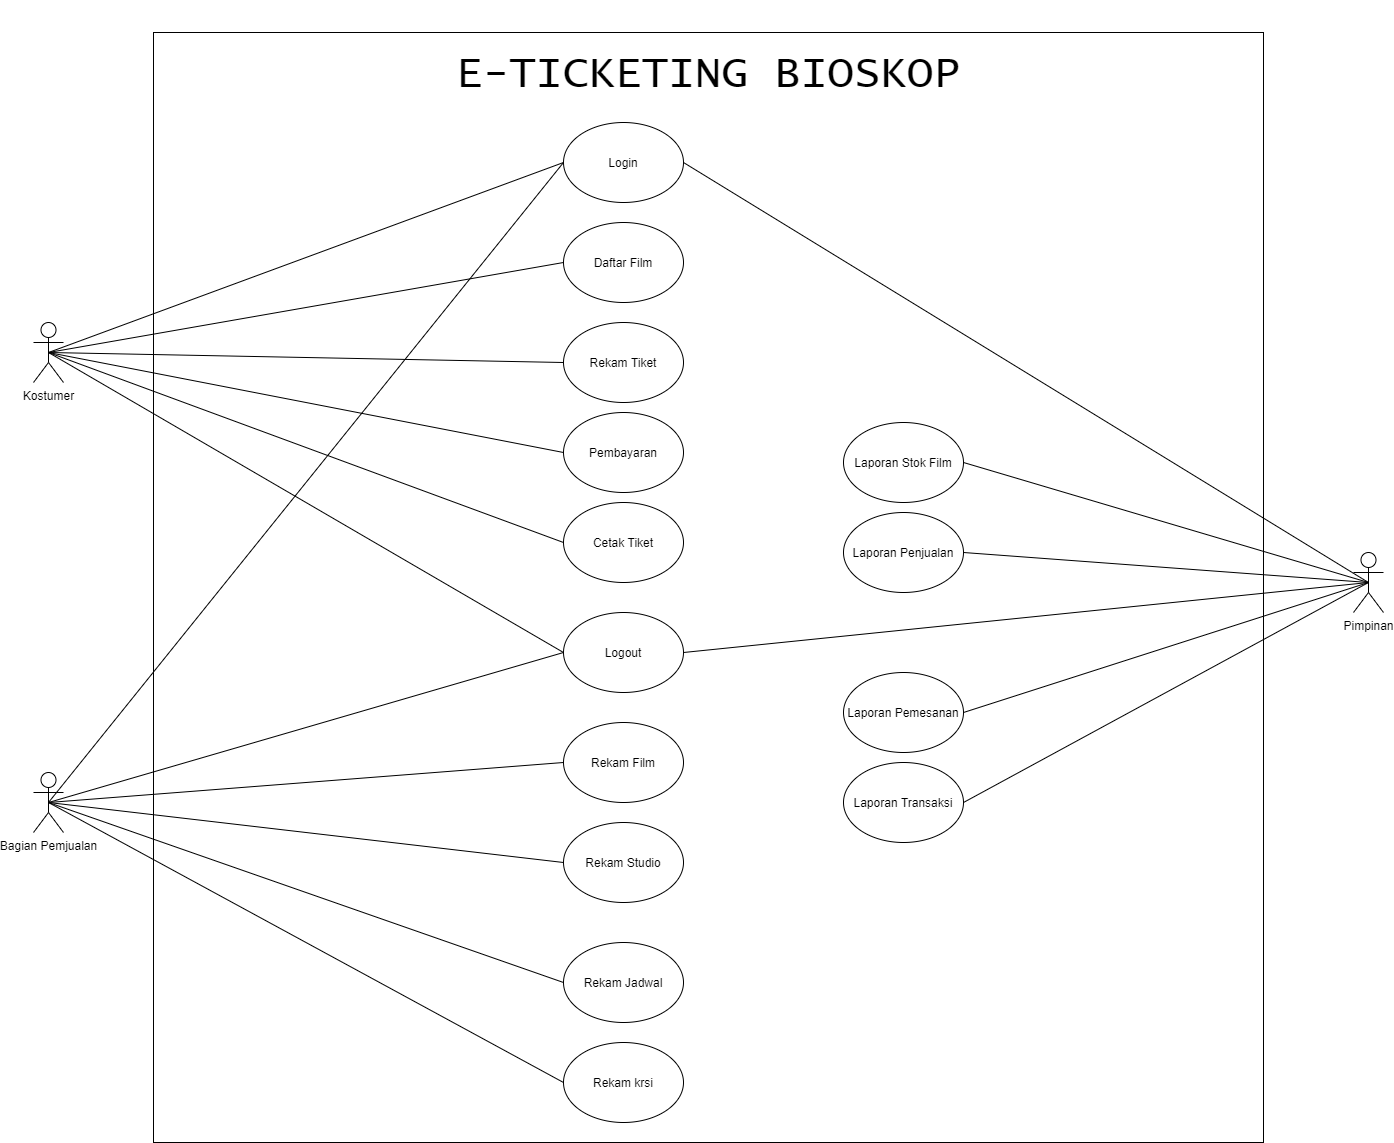 E-TICKETING BIOSKOP
Login
Daftar Film
Kostumer
Rekam Tiket
Pembayaran
Cetak Tiket
Logout
Laporan Stok Film
Laporan Penjualan
Pimpinan
Laporan Pemesanan
Laporan Transaksi
Bagian Pemjualan
Rekam Film
Rekam Studio
Rekam Jadwal
Rekam krsi